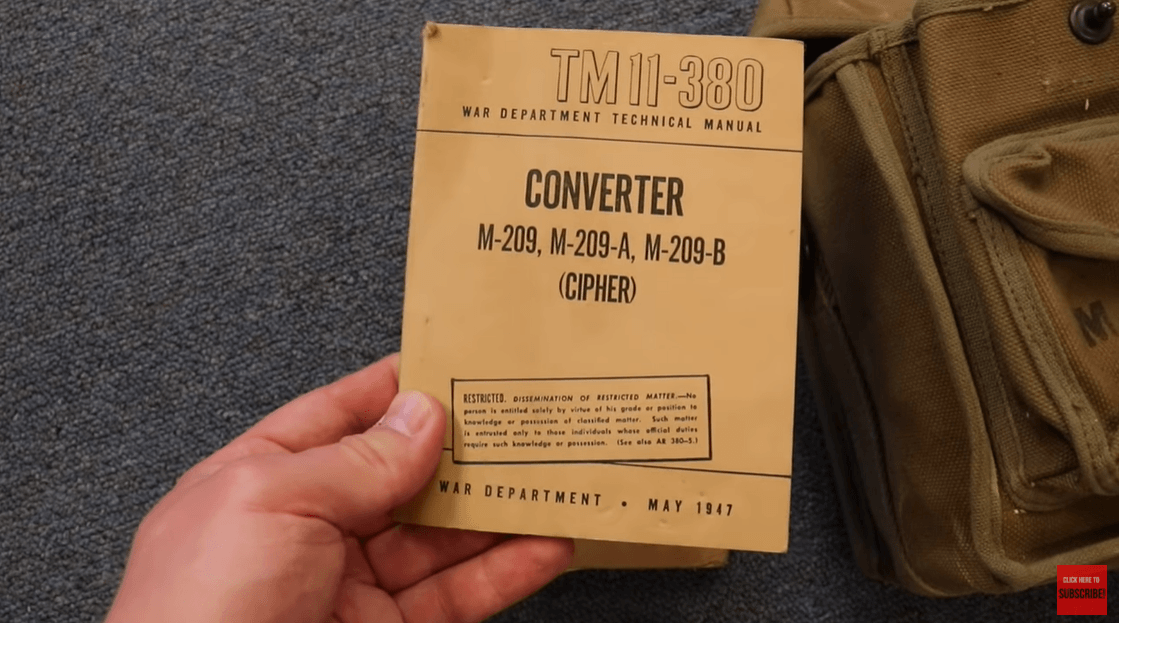 TM 11-380
WAR DEPARTMENT TECHNICAL MANUAL
CONVERTER
M-209, M-209-A, M-209-B
(CIPHER)
RESTRICTED. DISSEMINATION OF RESTRICTED MATTER.—No
person is entitled solely by virtue of his grade or position to
knowledge or possession of classified matter. Such matter
is entrusted only to those individuals whose official duties
require such knowledge or possession. (See also AR 380-5.)
WAR DEPARTMENT • MAY 1947
M
CLICK HERE TO
SUBSCRIBE!